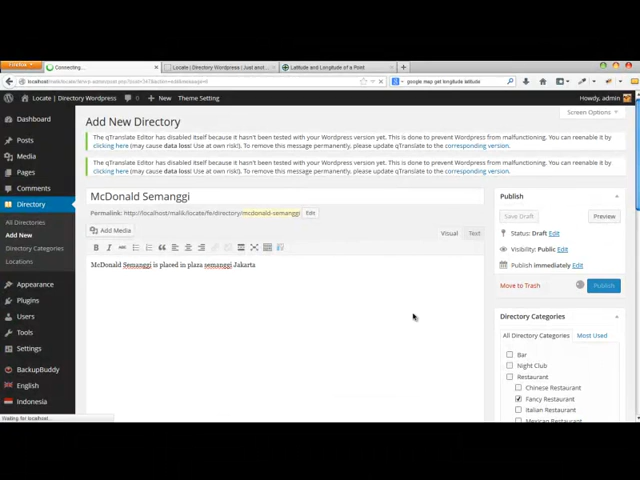 Firefox
Connecting...
Locate | Directory Wordpress | Just anot...
Latitude and Longitude of a Point
google map get longitude latitude
Locate | Directory Wordpress
0
New
Theme Setting
Howdy, admin
Dashboard
Posts
Media
Pages
Comments
Directory
All Directories
Add New
Directory Categories
Locations
Appearance
Plugins
Users
Tools
Settings
BackupBuddy
English
Indonesia
Screen Options
Add New Directory
The qTranslate Editor has disabled itself because it hasn't been tested with your Wordpress version yet. This is done to prevent Wordpress from malfunctioning. You can reenable it by
clicking here (may cause data loss! Use at own risk). To remove this message permanently, please update qTranslate to the corresponding version.
The qTranslate Editor has disabled itself because it hasn't been tested with your Wordpress version yet. This is done to prevent Wordpress from malfunctioning. You can reenable it by
clicking here (may cause data loss! Use at own risk). To remove this message permanently, please update qTranslate to the corresponding version.
McDonald Semanggi
Permalink: http://localhost/malik/locate/fe/directory/mcdonald-semanggi Edit
Add Media
Visual Text
McDonald Semanggi is placed in plaza semanggi Jakarta
Publish
Save Draft
Preview
Status: Draft Edit
Visibility: Public Edit
Publish immediately Edit
Move to Trash
Publish
Directory Categories
All Directory Categories
Most Used
Bar
Night Club
Restaurant
Chinese Restaurant
Fancy Restaurant
Italian Restaurant
Mexican Restaurant
Waiting for localhost...